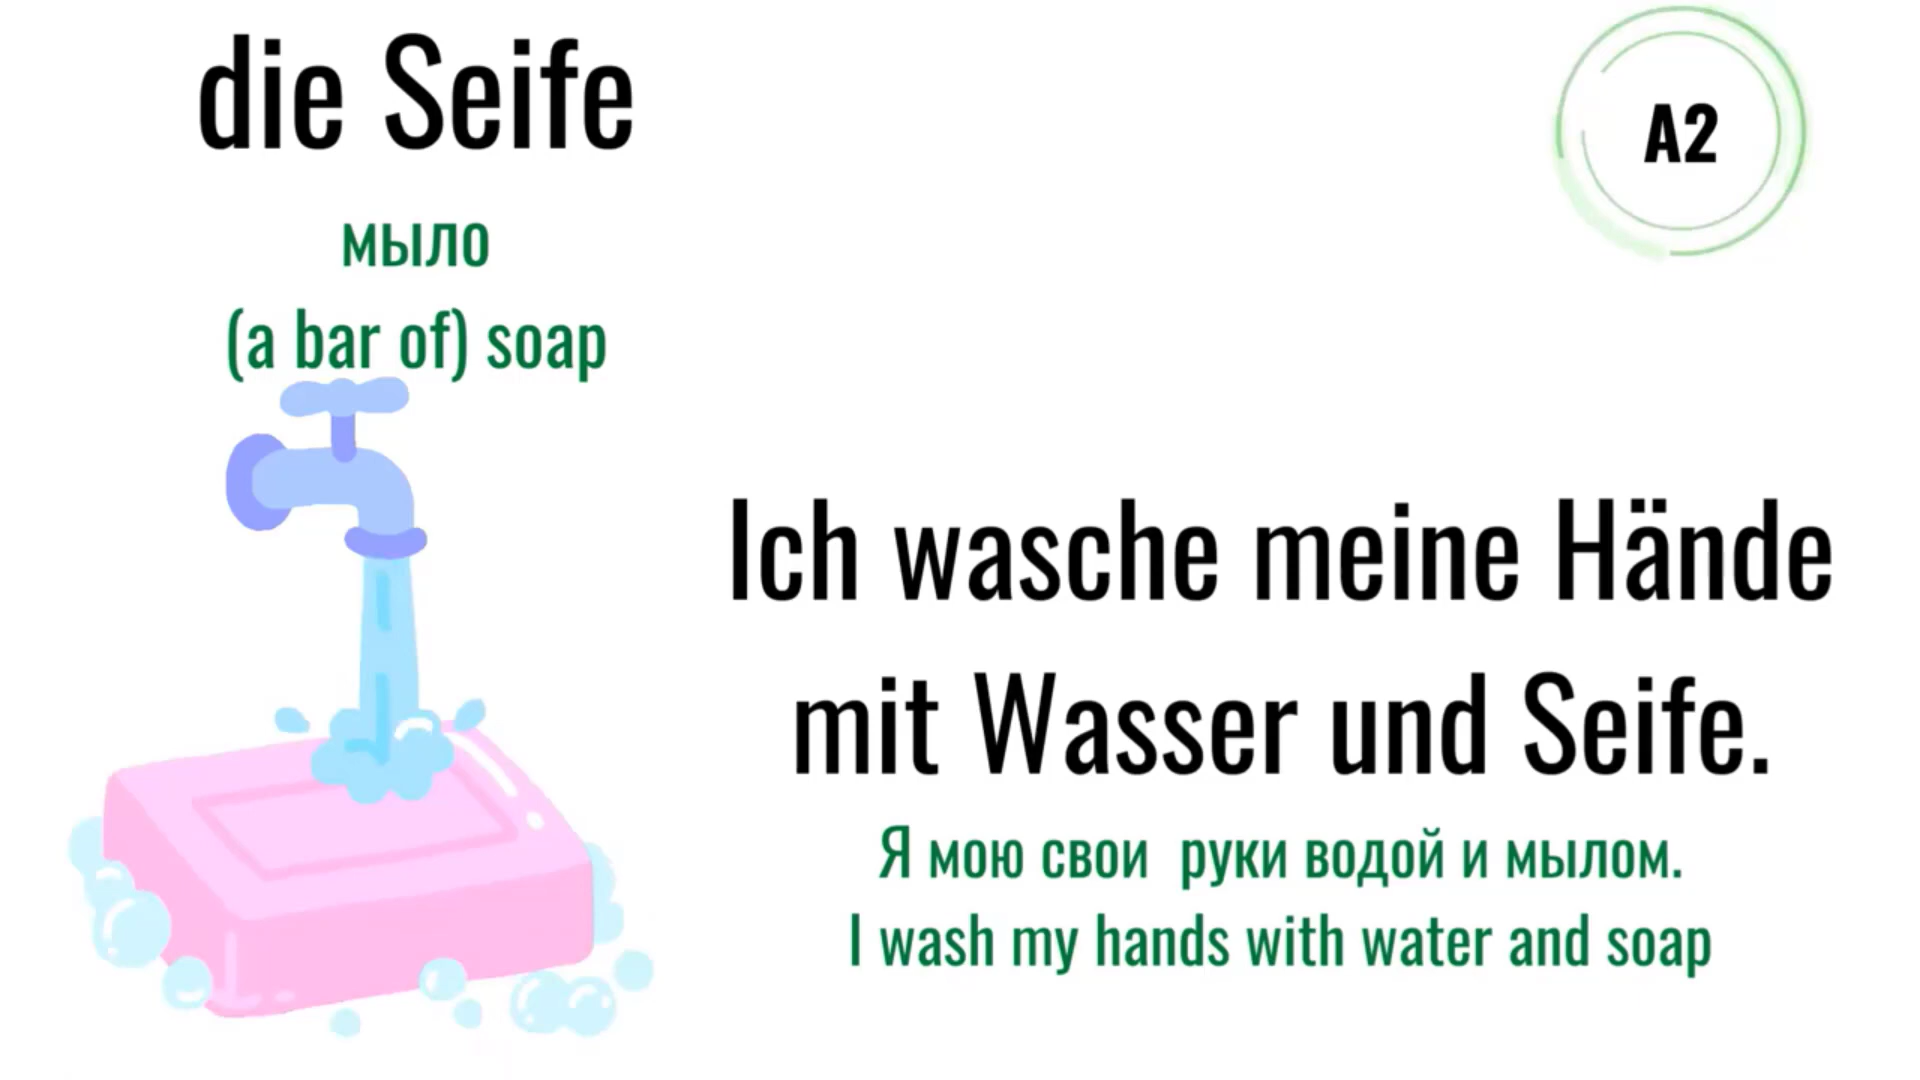 die Seife
мыло
(a bar of) soap
A2
Ich wasche meine Hände
mit Wasser und Seife.
Я мою свои руки водой и мылом.
I wash my hands with water and soap